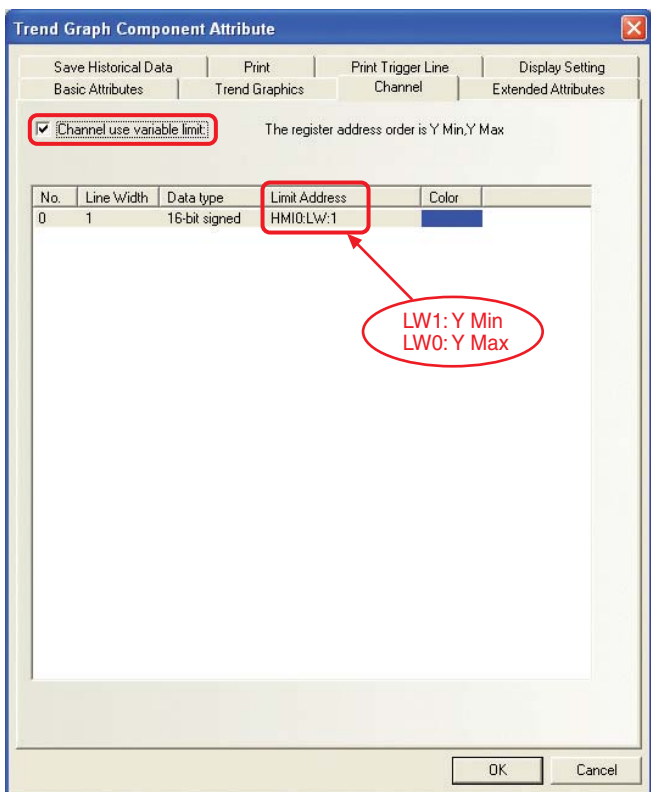 Trend Graph Component Attribute
Save Historical Data Print Print Trigger Line Display Setting
Basic Attributes Trend Graphics Channel Extended Attributes
Channel use variable limit The register address order is Y Min,Y Max
No. Line Width Data type Limit Address Color
0 1 16-bit signed HMI0:LW:1
LW1: Y Min
LW0: Y Max
OK Cancel